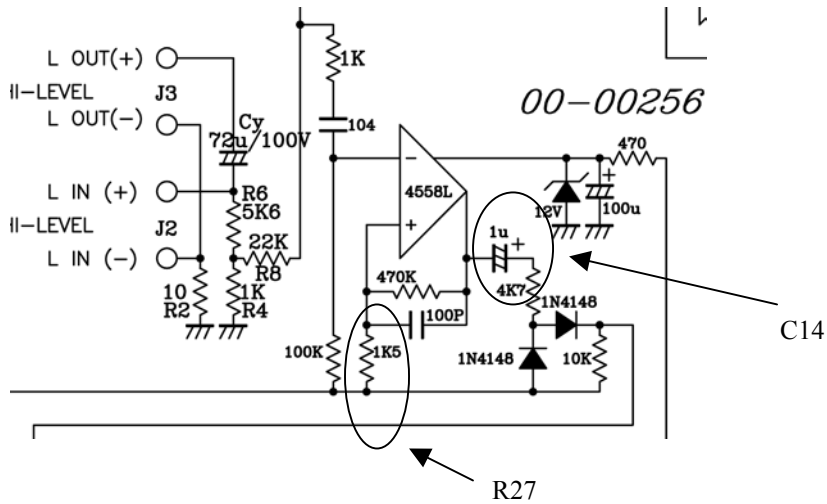 L OUT(+)
HI-LEVEL J3
L OUT(-)
Cy
72u/100V
L IN (+)
HI-LEVEL J2
L IN (-)
R6
5K6
22K
R8
10
R2
1K
R4
1K
104
00-00256
4558L
470
12V
100u
+
-
+
1u
+
470K
4K7
100P
1N4148
C14
100K
1K5
1N4148
10K
R27